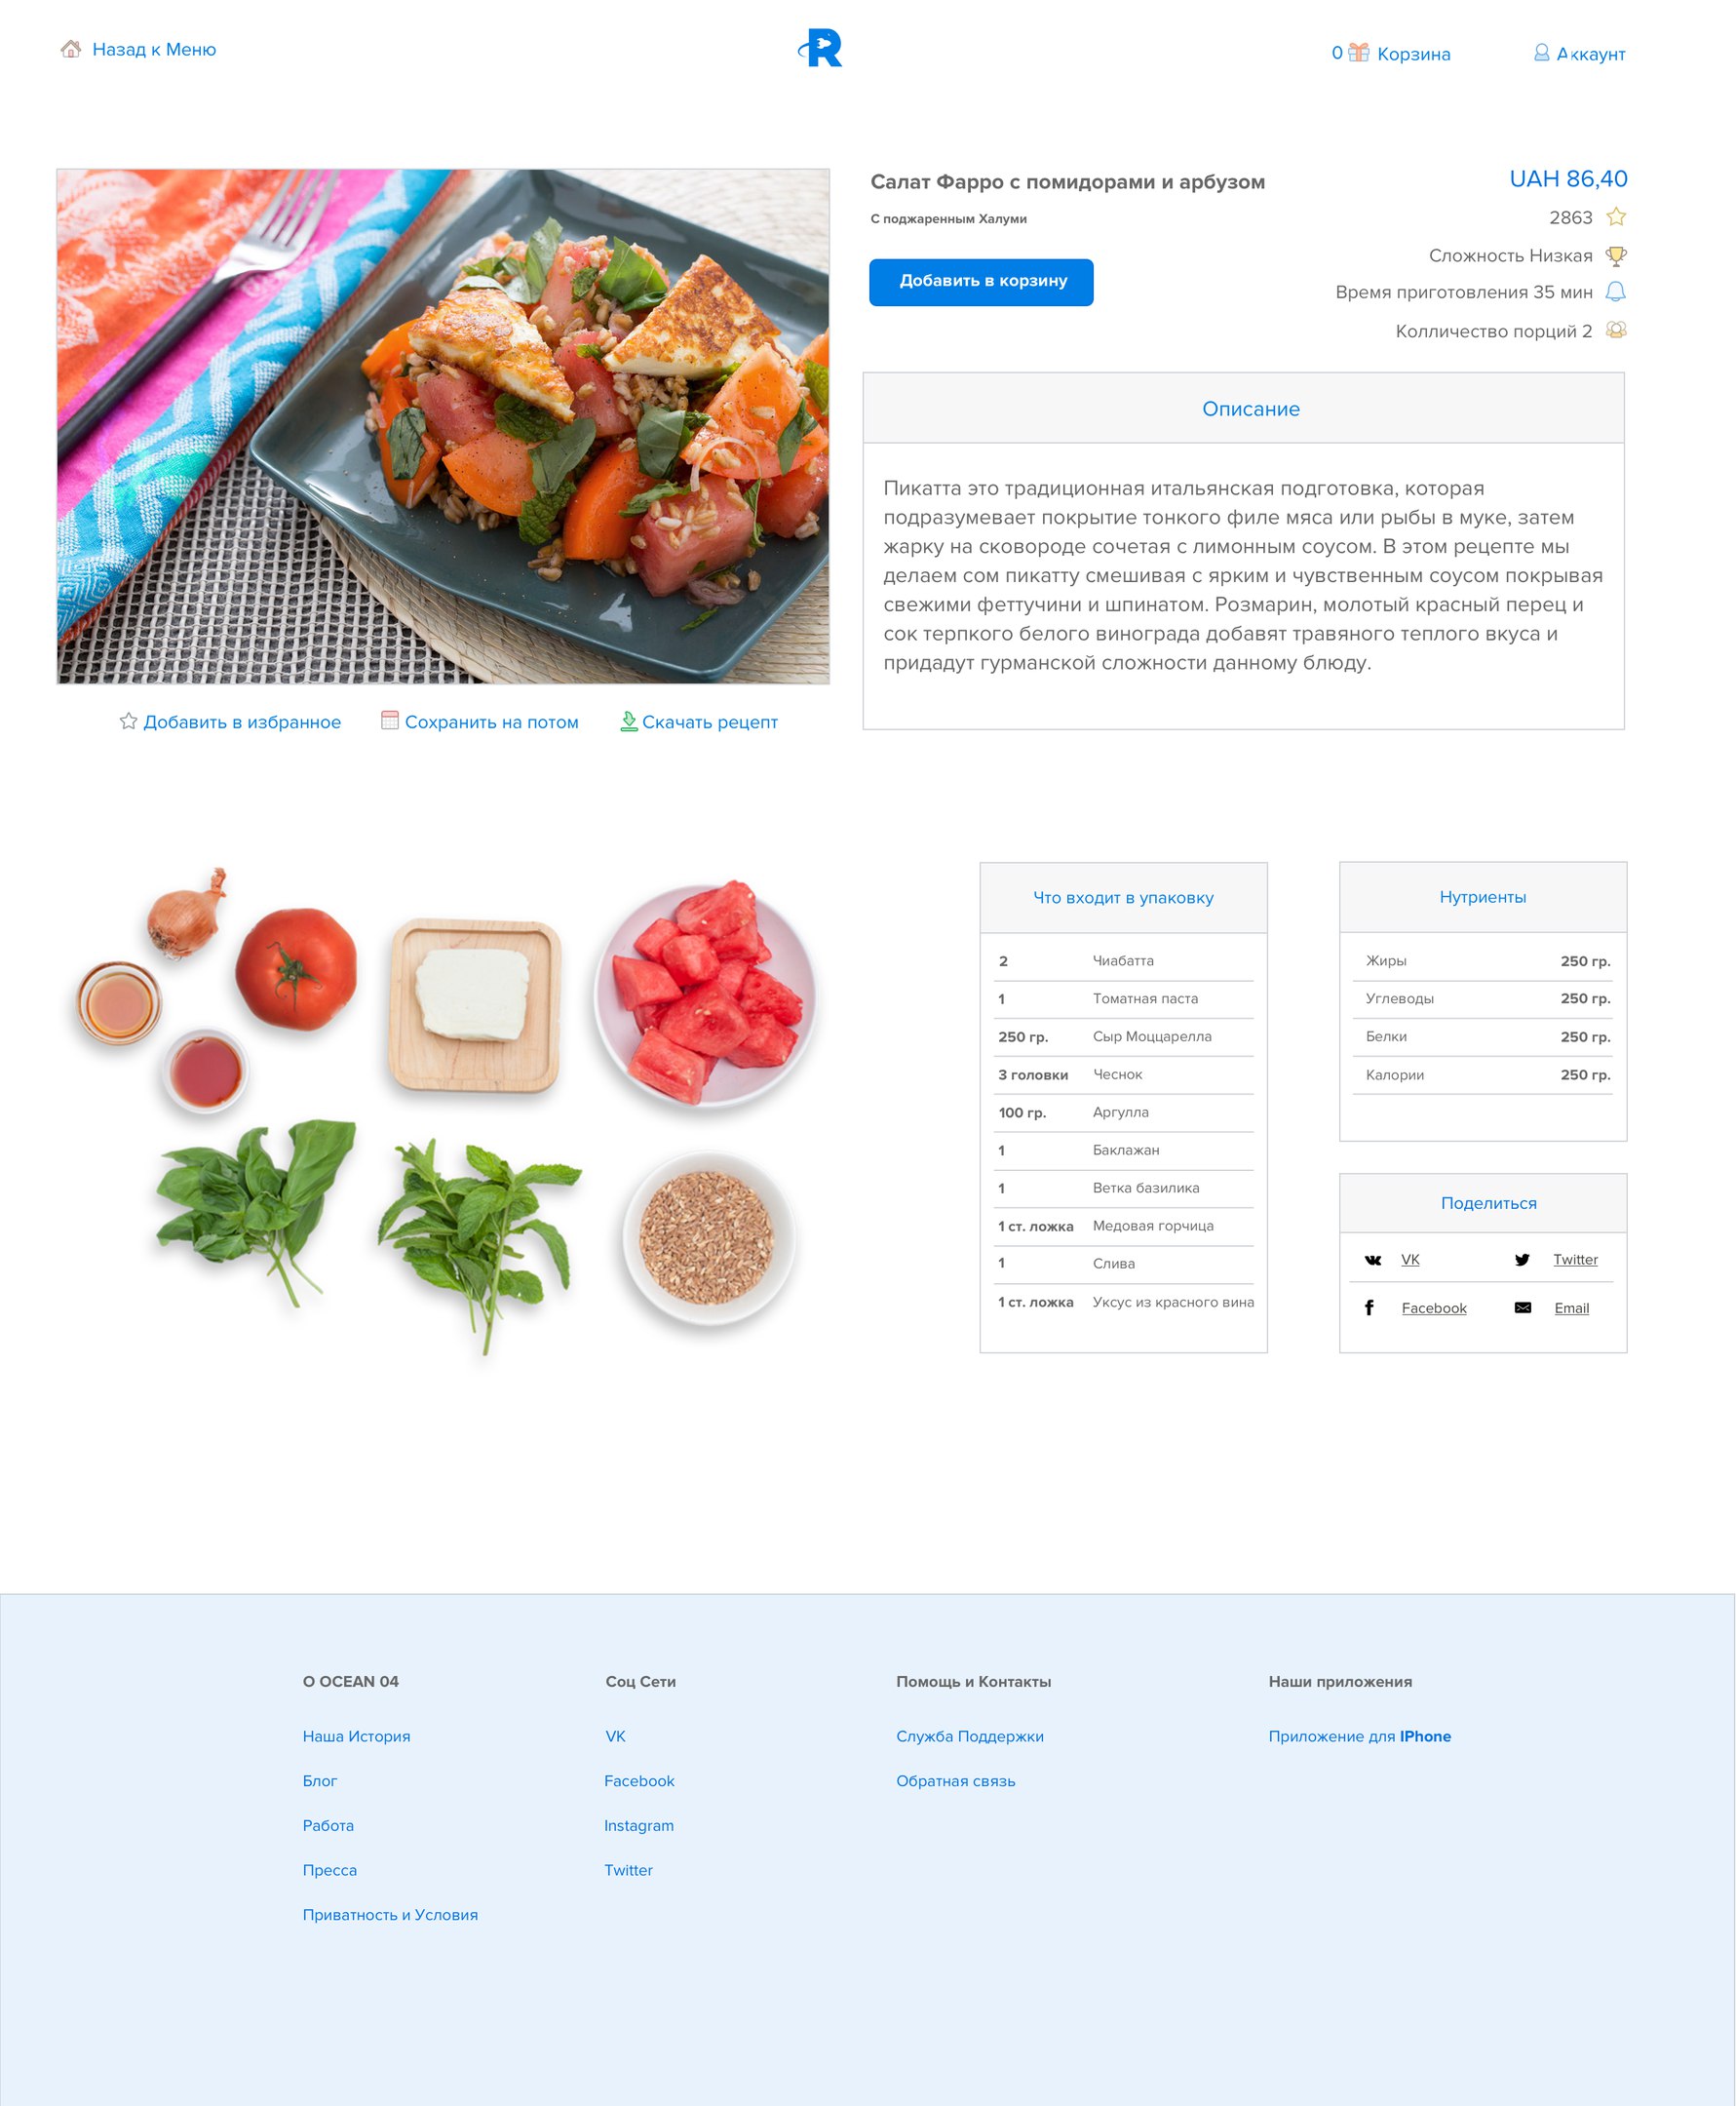 Назад к Меню
0 Корзина
Аккаунт
Салат Фарро с помидорами и арбузом
UAH 86,40
С поджаренным Халуми
2863
Добавить в корзину
Сложность Низкая
Время приготовления 35 мин
Колличество порций 2
Описание
Пикатта это традиционная итальянская подготовка, которая
подразумевает покрытие тонкого филе мяса или рыбы в муке, затем
жарку на сковороде сочетая с лимонным соусом. В этом рецепте мы
делаем сом пикатту смешивая с ярким и чувственным соусом покрывая
свежими феттучини и шпинатом. Розмарин, молотый красный перец и
сок терпкого белого винограда добавят травяного теплого вкуса и
придадут гурманской сложности данному блюду.
Добавить в избранное
Сохранить на потом
Скачать рецепт
Что входит в упаковку
2 Чиабатта
1 Томатная паста
250 гр. Сыр Моццарелла
3 головки Чеснок
100 гр. Аргулла
1 Баклажан
1 Ветка базилика
1 ст. ложка Медовая горчица
1 Слива
1 ст. ложка Уксус из красного вина
Нутриенты
Жиры 250 гр.
Углеводы 250 гр.
Белки 250 гр.
Калории 250 гр.
Поделиться
VK Twitter
Facebook Email
О OCEAN 04
Наша История
Блог
Работа
Пресса
Приватность и Условия
Соц Сети
VK
Facebook
Instagram
Twitter
Помощь и Контакты
Служба Поддержки
Обратная связь
Наши приложения
Приложение для IPhone